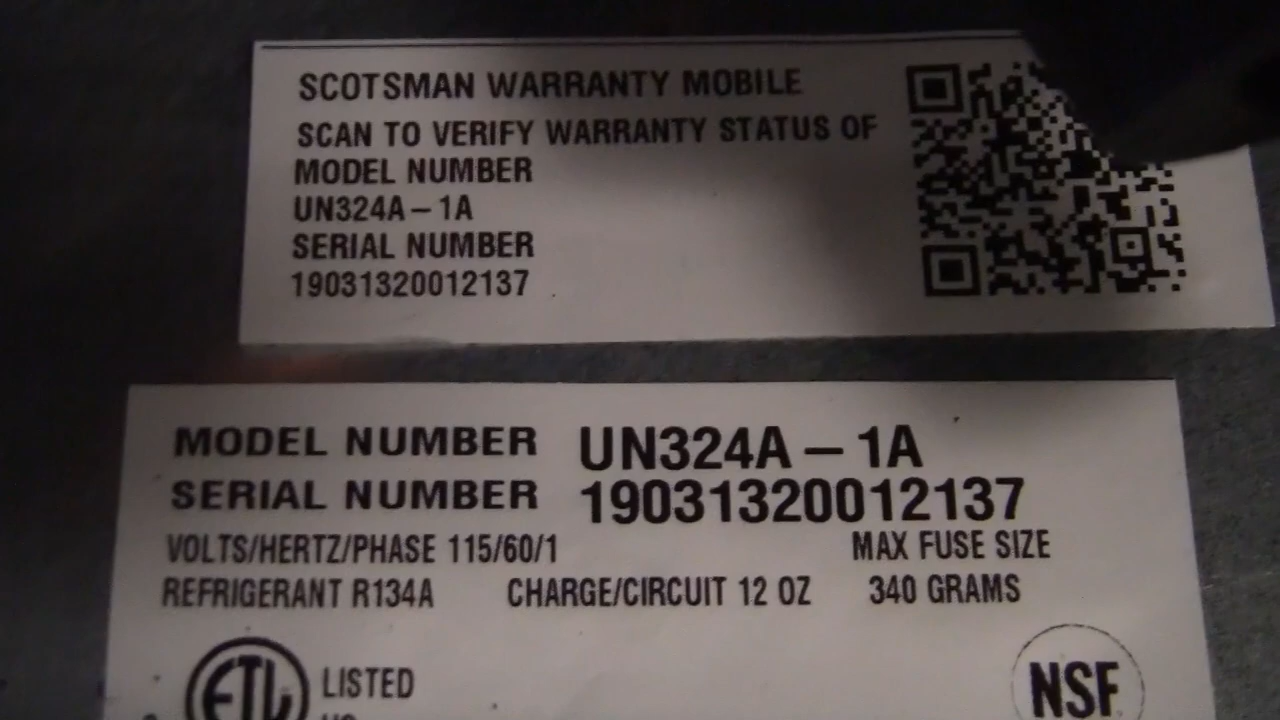 SCOTSMAN WARRANTY MOBILE
SCAN TO VERIFY WARRANTY STATUS OF
MODEL NUMBER
UN324A-1A
SERIAL NUMBER
19031320012137
MODEL NUMBER UN324A-1A
SERIAL NUMBER 19031320012137
VOLTS/HERTZ/PHASE 115/60/1 MAX FUSE SIZE
REFRIGERANT R134A CHARGE/CIRCUIT 12 OZ 340 GRAMS
ETL LISTED NSF